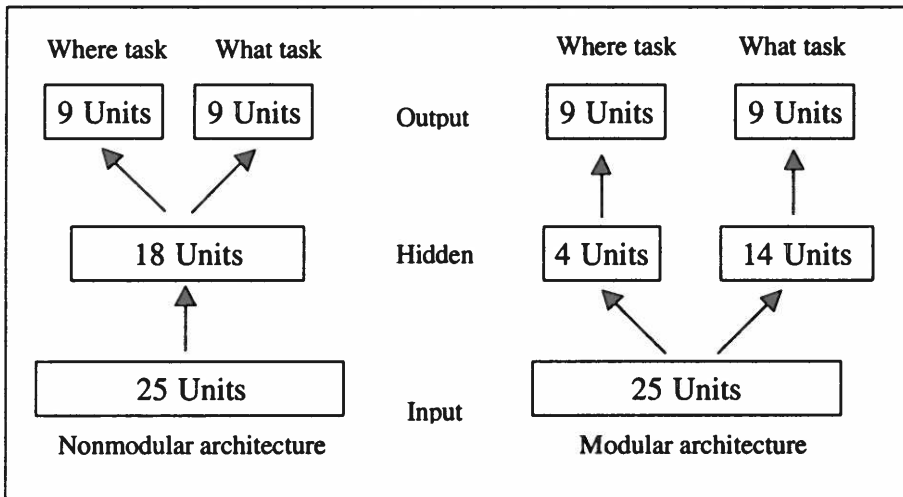 Where task What task Where task What task
9 Units 9 Units Output 9 Units 9 Units
18 Units Hidden 4 Units 14 Units
25 Units Input 25 Units
Nonmodular architecture Modular architecture